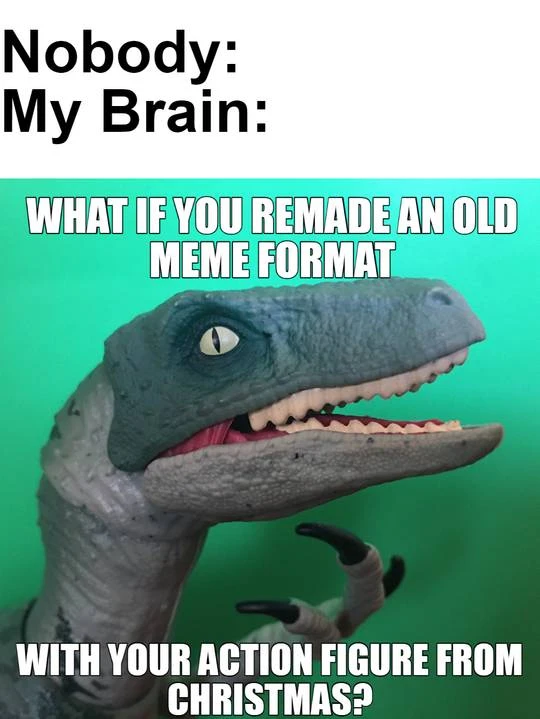 Nobody:
My Brain:
WHAT IF YOU REMADE AN OLD
MEME FORMAT
WITH YOUR ACTION FIGURE FROM
CHRISTMAS?